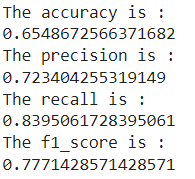 The accuracy is :
0.6548672566371682
The precision is :
0.723404255319149
The recall is :
0.8395061728395061
The f1_score is :
0.7771428571428571